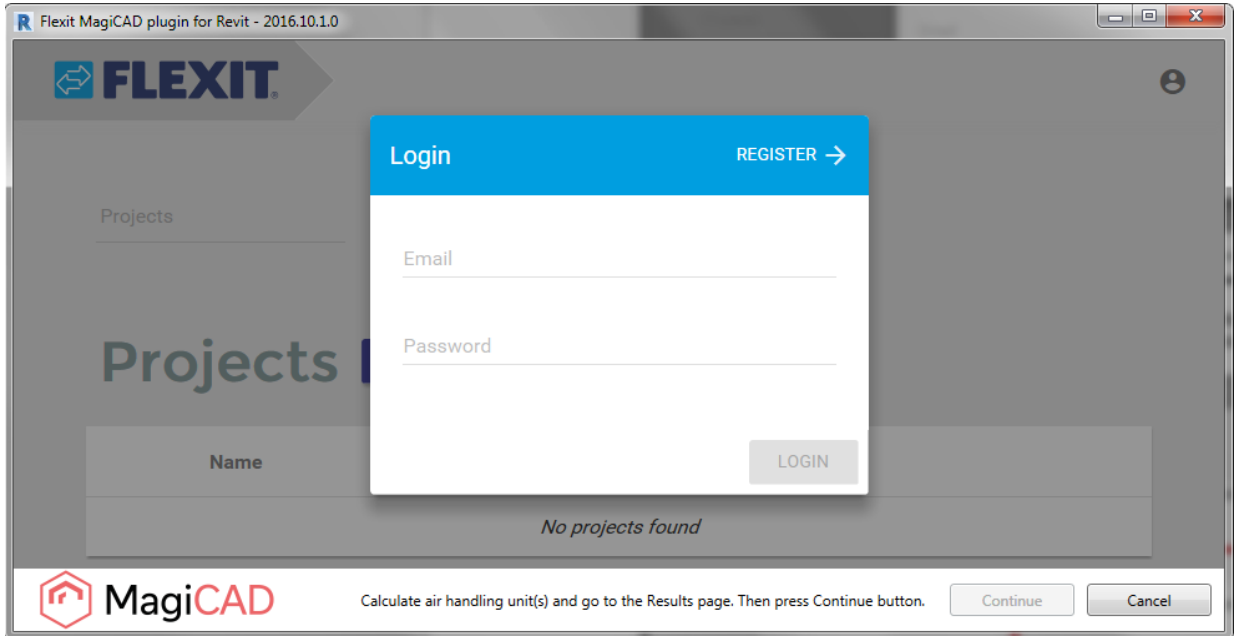 Flexit MagiCAD plugin for Revit - 2016.10.1.0
FLEXIT
Login
REGISTER
Projects
Email
Password
Projects
LOGIN
Name
No projects found
MagiCAD
Calculate air handling unit(s) and go to the Results page. Then press Continue button.
Continue
Cancel